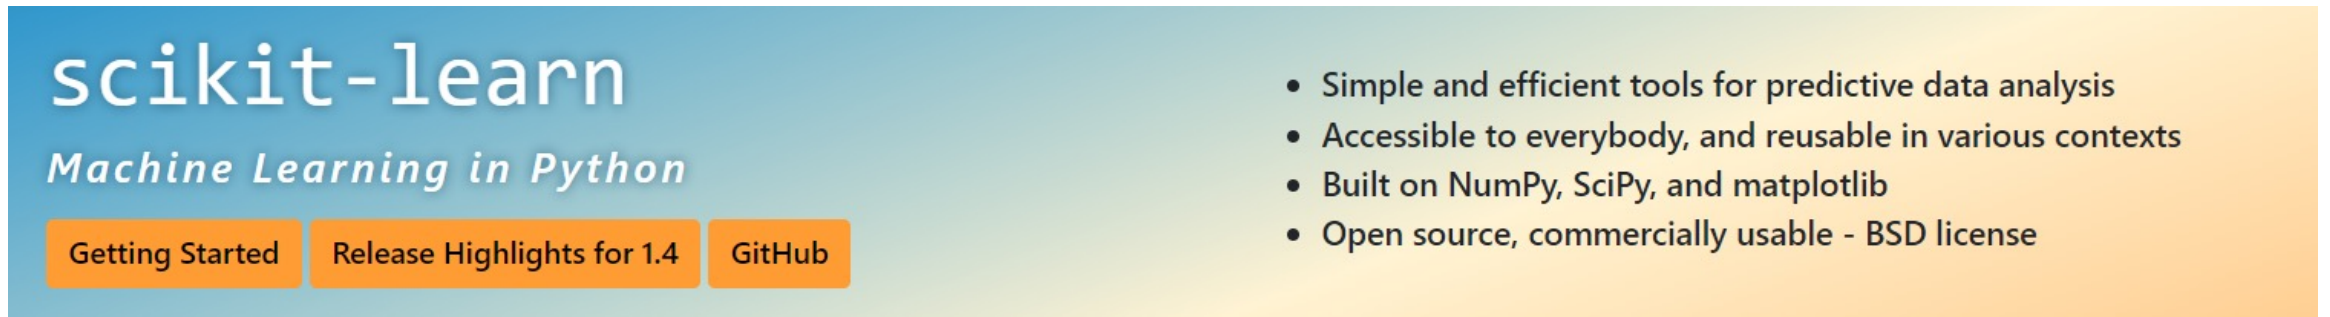 scikit-learn
Machine Learning in Python
Getting Started
Release Highlights for 1.4
GitHub
• Simple and efficient tools for predictive data analysis
• Accessible to everybody, and reusable in various contexts
• Built on NumPy, SciPy, and matplotlib
• Open source, commercially usable - BSD license